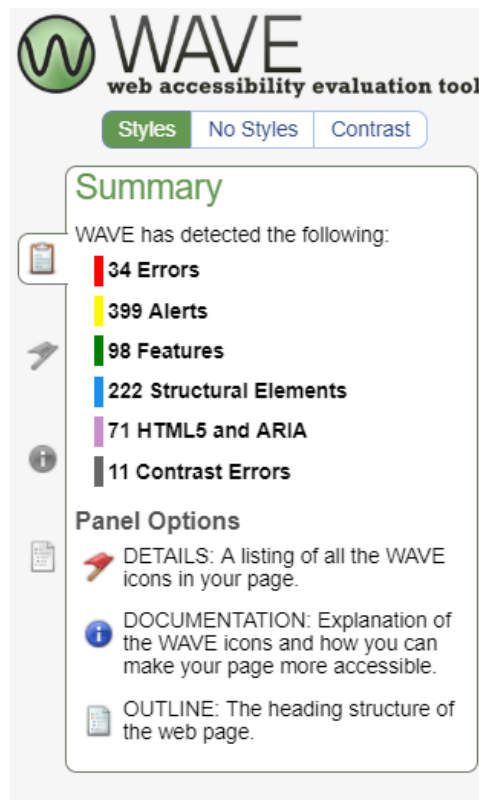 WAVE
web accessibility evaluation tool
Styles No Styles Contrast
Summary
WAVE has detected the following:
34 Errors
399 Alerts
98 Features
222 Structural Elements
71 HTML5 and ARIA
11 Contrast Errors
Panel Options
DETAILS: A listing of all the WAVE
icons in your page.
DOCUMENTATION: Explanation of
the WAVE icons and how you can
make your page more accessible.
OUTLINE: The heading structure of
the web page.